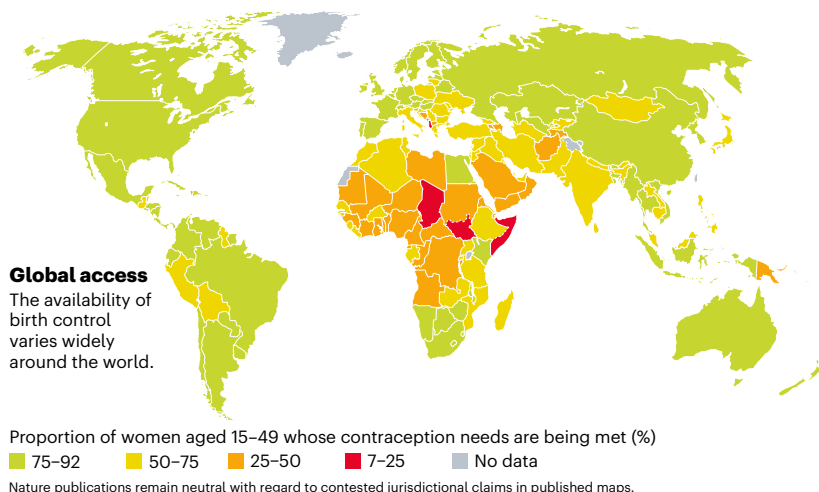 Global access
The availability of
birth control
varies widely
around the world.
Proportion of women aged 15–49 whose contraception needs are being met (%)
75–92 50–75 25–50 7–25 No data
Nature publications remain neutral with regard to contested jurisdictional claims in published maps.